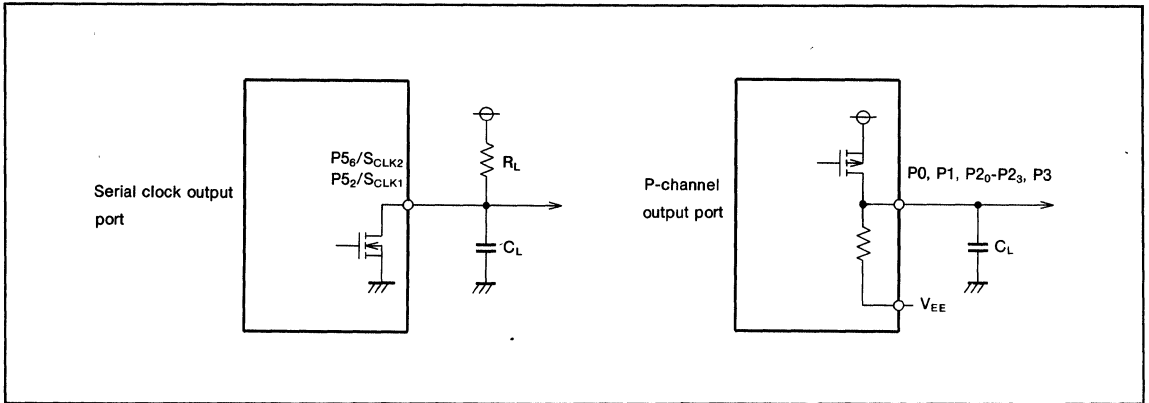 Serial clock output
port
P5₆/S_CLK2
P5₂/S_CLK1
R_L
C_L
P-channel
output port
P0, P1, P2₀-P2₃, P3
C_L
V_EE